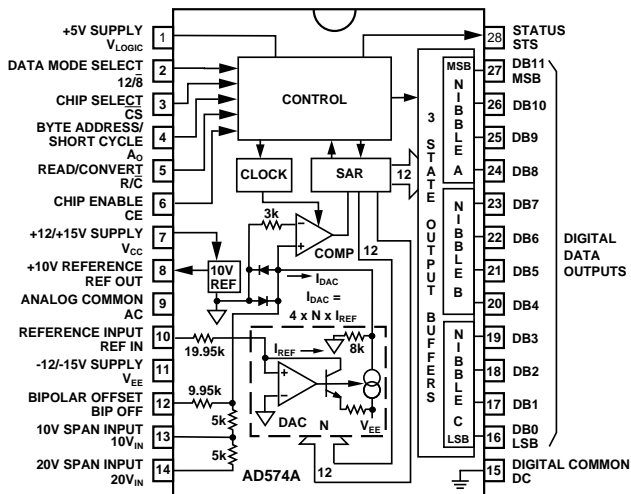 +5V SUPPLY
VLOGIC
1
DATA MODE SELECT
12/8̅
2
CHIP SELECT
C̅S̅
3
BYTE ADDRESS/
SHORT CYCLE
AO
4
READ/CONVERT
R/C̅
5
CHIP ENABLE
CE
6
+12/+15V SUPPLY
VCC
7
+10V REFERENCE
REF OUT
8
ANALOG COMMON
AC
9
REFERENCE INPUT
REF IN
10
-12/-15V SUPPLY
VEE
11
BIPOLAR OFFSET
BIP OFF
12
10V SPAN INPUT
10VIN
13
20V SPAN INPUT
20VIN
14
CONTROL
CLOCK
SAR
12
3k
COMP
12
10V
REF
IDAC
IDAC =
4 x N x IREF
19.95k
IREF
8k
9.95k
5k
5k
DAC
N
VEE
12
AD574A
3 STATE OUTPUT BUFFERS
MSB
NIBBLE A
NIBBLE B
NIBBLE C
LSB
28
STATUS
STS
27
DB11
MSB
26
DB10
25
DB9
24
DB8
23
DB7
22
DB6
21
DB5
20
DB4
19
DB3
18
DB2
17
DB1
16
DB0
LSB
15
DIGITAL COMMON
DC
DIGITAL
DATA
OUTPUTS